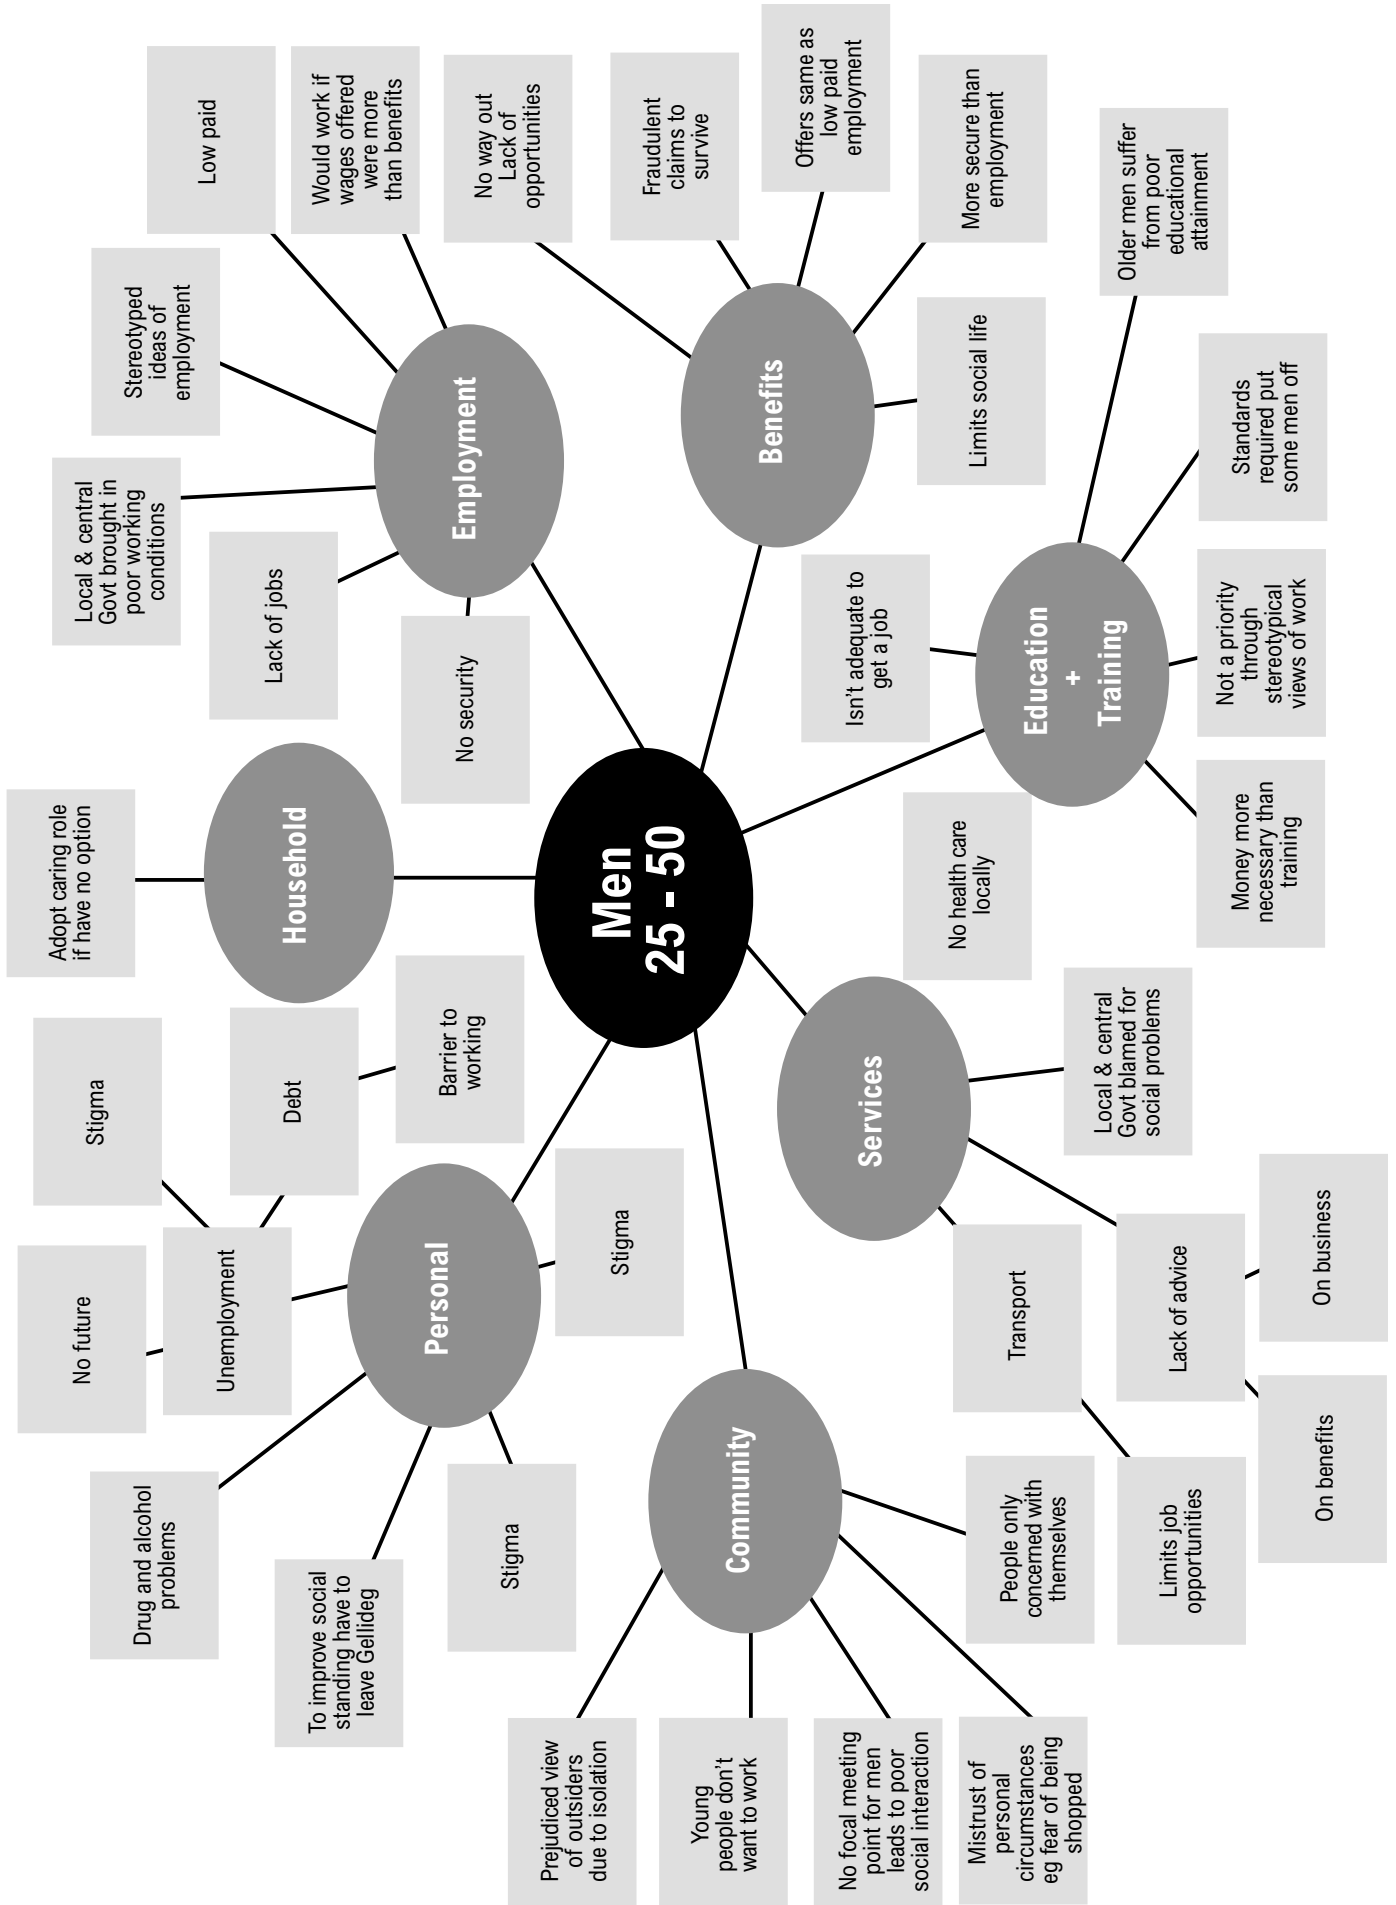 Adopt caring role
if have no option
Household
Stigma
Debt
Barrier to
working
No future
Unemployment
Personal
Stigma
Drug and alcohol
problems
To improve social
standing have to
leave Gellideg
Stigma
Local & central
Govt brought in
poor working
conditions
Stereotyped
ideas of
employment
Low paid
Would work if
wages offered
were more
than benefits
Lack of jobs
No security
Employment
Men
25 - 50
No way out
Lack of
opportunities
Fraudulent
claims to
survive
Offers same as
low paid
employment
More secure than
employment
Limits social life
Benefits
Prejudiced view
of outsiders
due to isolation
Young
people don't
want to work
No focal meeting
point for men
leads to poor
social interaction
Mistrust of
personal
circumstances
eg fear of being
shopped
People only
concerned with
themselves
Community
Services
No health care
locally
Local & central
Govt blamed for
social problems
Transport
Limits job
opportunities
Lack of advice
On business
On benefits
Isn't adequate to
get a job
Education
+
Training
Older men suffer
from poor
educational
attainment
Standards
required put
some men off
Not a priority
through
stereotypical
views of work
Money more
necessary than
training